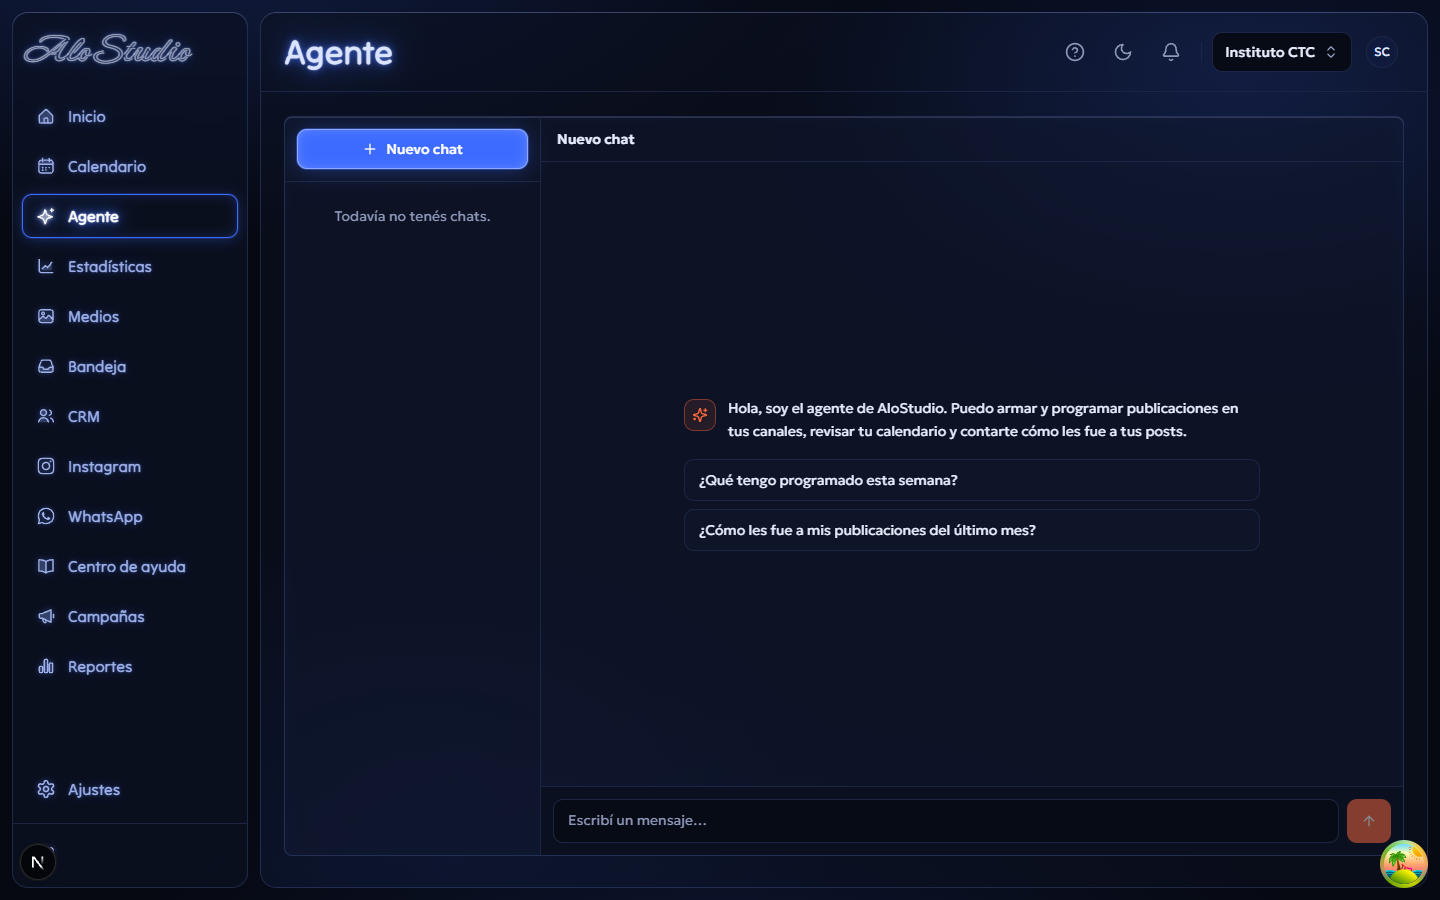 AloStudio
Inicio
Calendario
Agente
Estadísticas
Medios
Bandeja
CRM
Instagram
WhatsApp
Centro de ayuda
Campañas
Reportes
Ajustes
N
Agente
Instituto CTC
SC
+ Nuevo chat
Todavía no tenés chats.
Nuevo chat
Hola, soy el agente de AloStudio. Puedo armar y programar publicaciones en
tus canales, revisar tu calendario y contarte cómo les fue a tus posts.
¿Qué tengo programado esta semana?
¿Cómo les fue a mis publicaciones del último mes?
Escribí un mensaje...